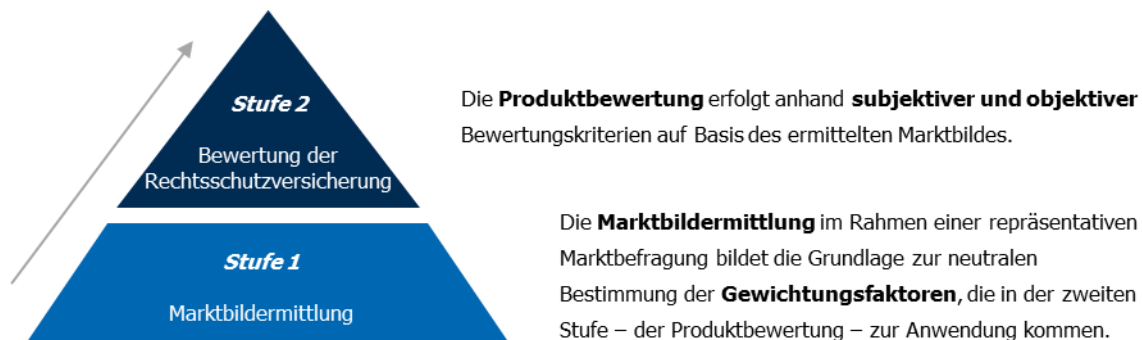 Stufe 2
Bewertung der
Rechtsschutzversicherung
Die Produktbewertung erfolgt anhand subjektiver und objektiver
Bewertungskriterien auf Basis des ermittelten Marktbildes.
Stufe 1
Marktbildermittlung
Die Marktbildermittlung im Rahmen einer repräsentativen
Marktbefragung bildet die Grundlage zur neutralen
Bestimmung der Gewichtungsfaktoren, die in der zweiten
Stufe – der Produktbewertung – zur Anwendung kommen.